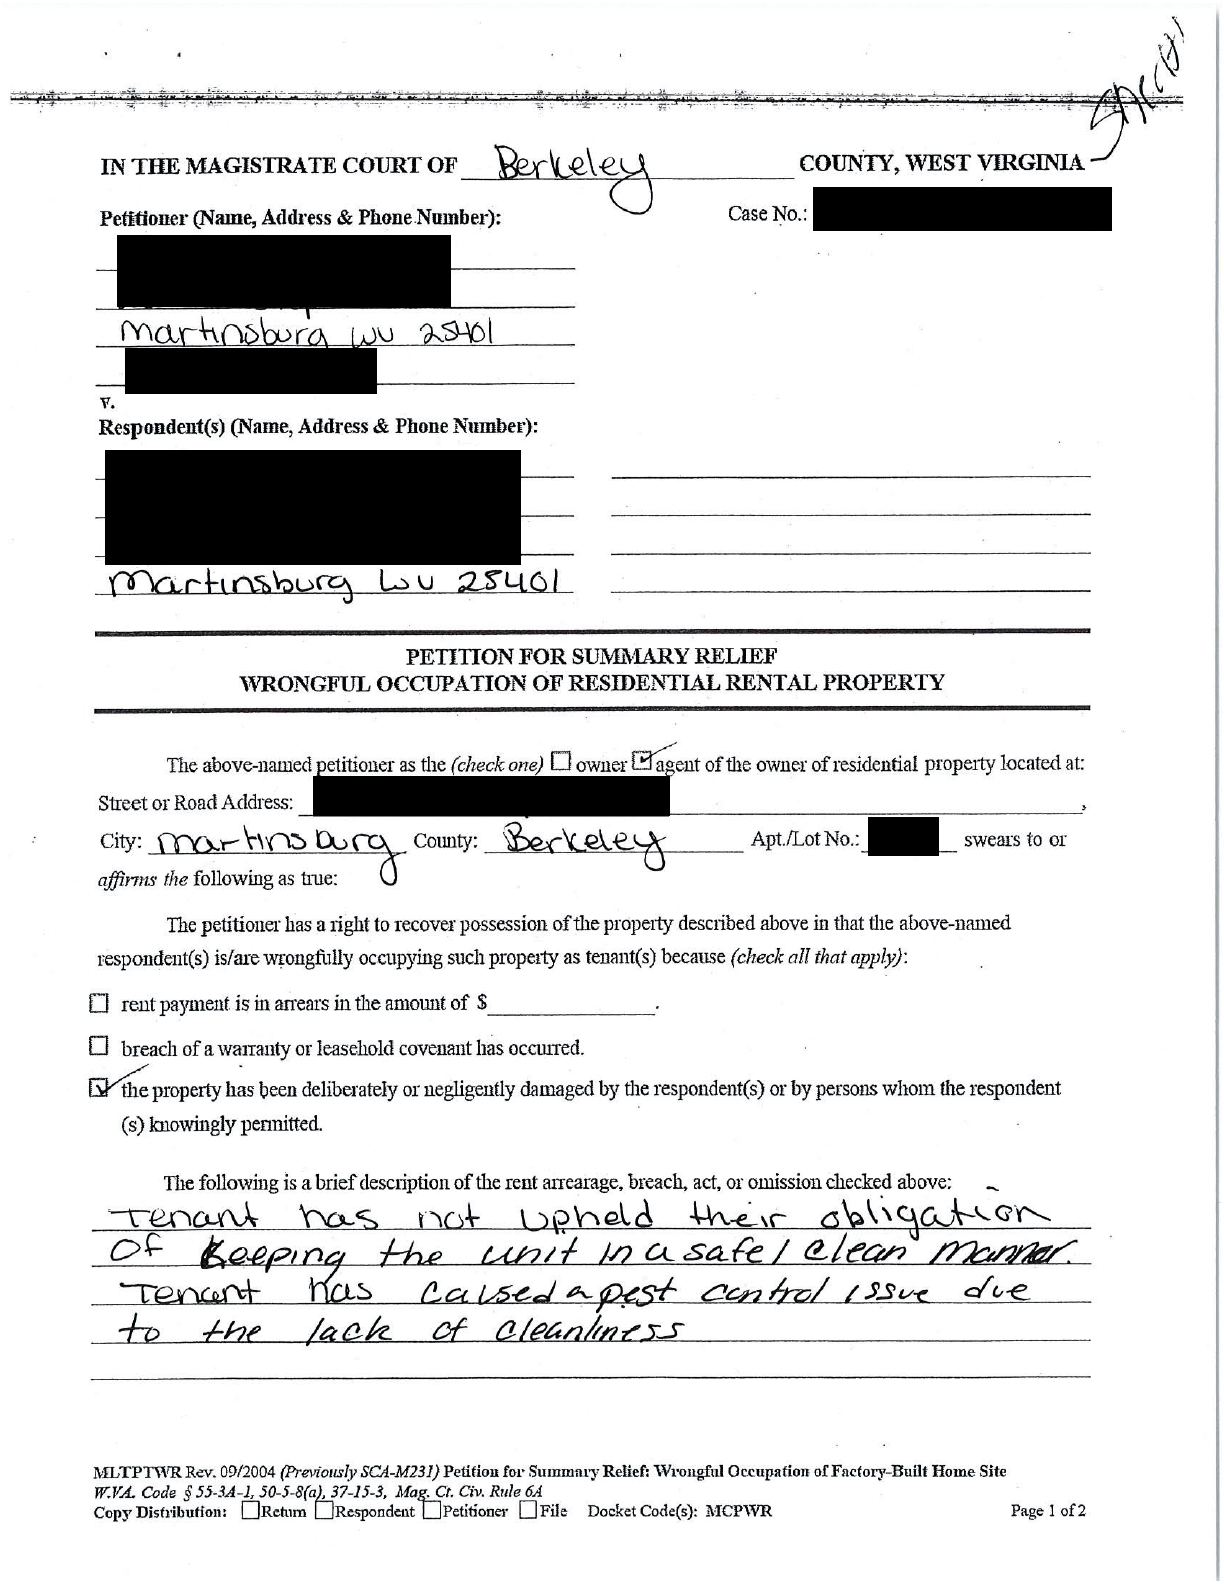 IN THE MAGISTRATE COURT OF Berkeley COUNTY, WEST VIRGINIA
Petitioner (Name, Address & Phone Number):
Case No.:
Martinsburg WV 25401
v.
Respondent(s) (Name, Address & Phone Number):
Martinsburg WV 25401
PETITION FOR SUMMARY RELIEF
WRONGFUL OCCUPATION OF RESIDENTIAL RENTAL PROPERTY
The above-named petitioner as the (check one) ☐ owner ☑ agent of the owner of residential property located at:
Street or Road Address: ,
City: Martinsburg County: Berkeley Apt./Lot No.: swears to or
affirms the following as true:
The petitioner has a right to recover possession of the property described above in that the above-named
respondent(s) is/are wrongfully occupying such property as tenant(s) because (check all that apply):
☐ rent payment is in arrears in the amount of $ .
☐ breach of a warranty or leasehold covenant has occurred.
☑ the property has been deliberately or negligently damaged by the respondent(s) or by persons whom the respondent
(s) knowingly permitted.
The following is a brief description of the rent arrearage, breach, act, or omission checked above:
Tenant has not upheld their obligation
Of keeping the unit in a safe/clean manner.
Tenant has caused a pest control issue due
to the lack of cleanliness
MLTPTWR Rev. 09/2004 (Previously SCA-M231) Petition for Summary Relief: Wrongful Occupation of Factory-Built Home Site
W.VA. Code § 55-3A-1, 50-5-8(a), 37-15-3, Mag. Ct. Civ. Rule 6A
Copy Distribution: ☐ Return ☐ Respondent ☐ Petitioner ☐ File Docket Code(s): MCPWR Page 1 of 2